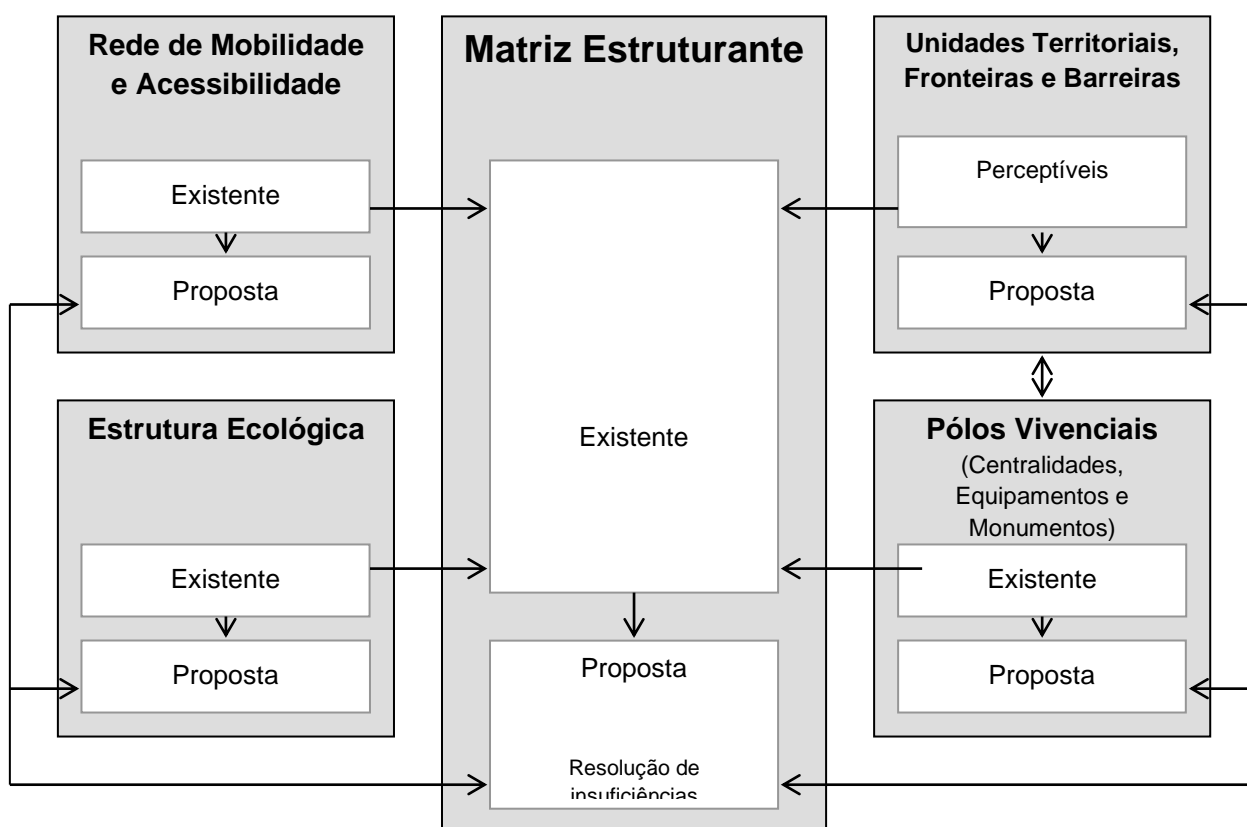 Rede de Mobilidade
e Acessibilidade
Existente
Proposta
Matriz Estruturante
Existente
Proposta
Resolução de
insuficiências
Unidades Territoriais,
Fronteiras e Barreiras
Perceptíveis
Proposta
Estrutura Ecológica
Existente
Proposta
Pólos Vivenciais
(Centralidades,
Equipamentos e
Monumentos)
Existente
Proposta